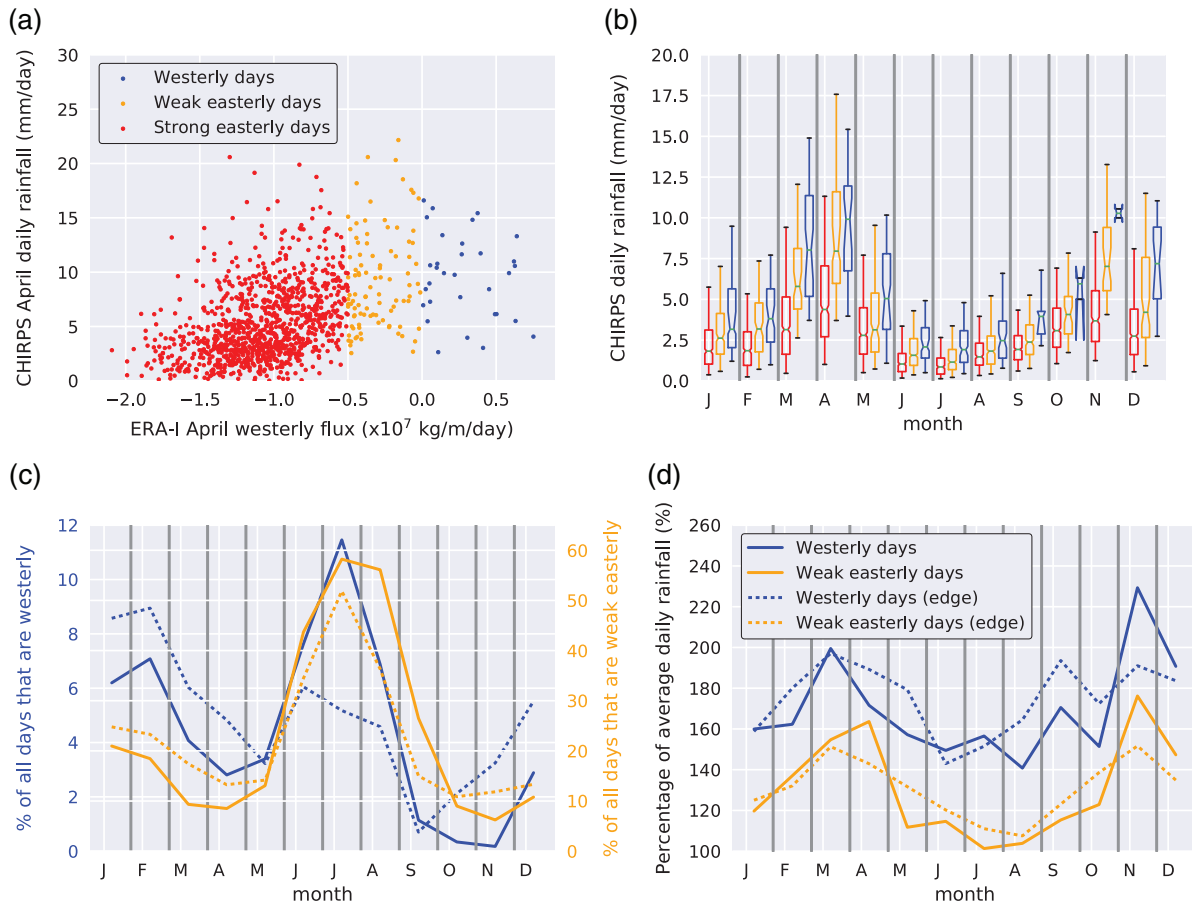 (a)
CHIRPS April daily rainfall (mm/day)
30
25
20
15
10
5
0
Westerly days
Weak easterly days
Strong easterly days
−2.0 −1.5 −1.0 −0.5 0.0 0.5
ERA-I April westerly flux (x10⁷ kg/m/day)
(b)
CHIRPS daily rainfall (mm/day)
20.0
17.5
15.0
12.5
10.0
7.5
5.0
2.5
0.0
J F M A M J J A S O N D
month
(c)
% of all days that are westerly
12
10
8
6
4
2
0
J F M A M J J A S O N D
month
60
50
40
30
20
10
0
% of all days that are weak easterly
(d)
Percentage of average daily rainfall (%)
260
240
220
200
180
160
140
120
100
Westerly days
Weak easterly days
Westerly days (edge)
Weak easterly days (edge)
J F M A M J J A S O N D
month